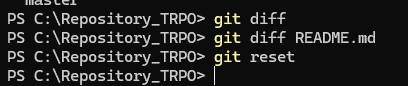 master
PS C:\Repository_TRPO> git diff
PS C:\Repository_TRPO> git diff README.md
PS C:\Repository_TRPO> git reset
PS C:\Repository_TRPO>